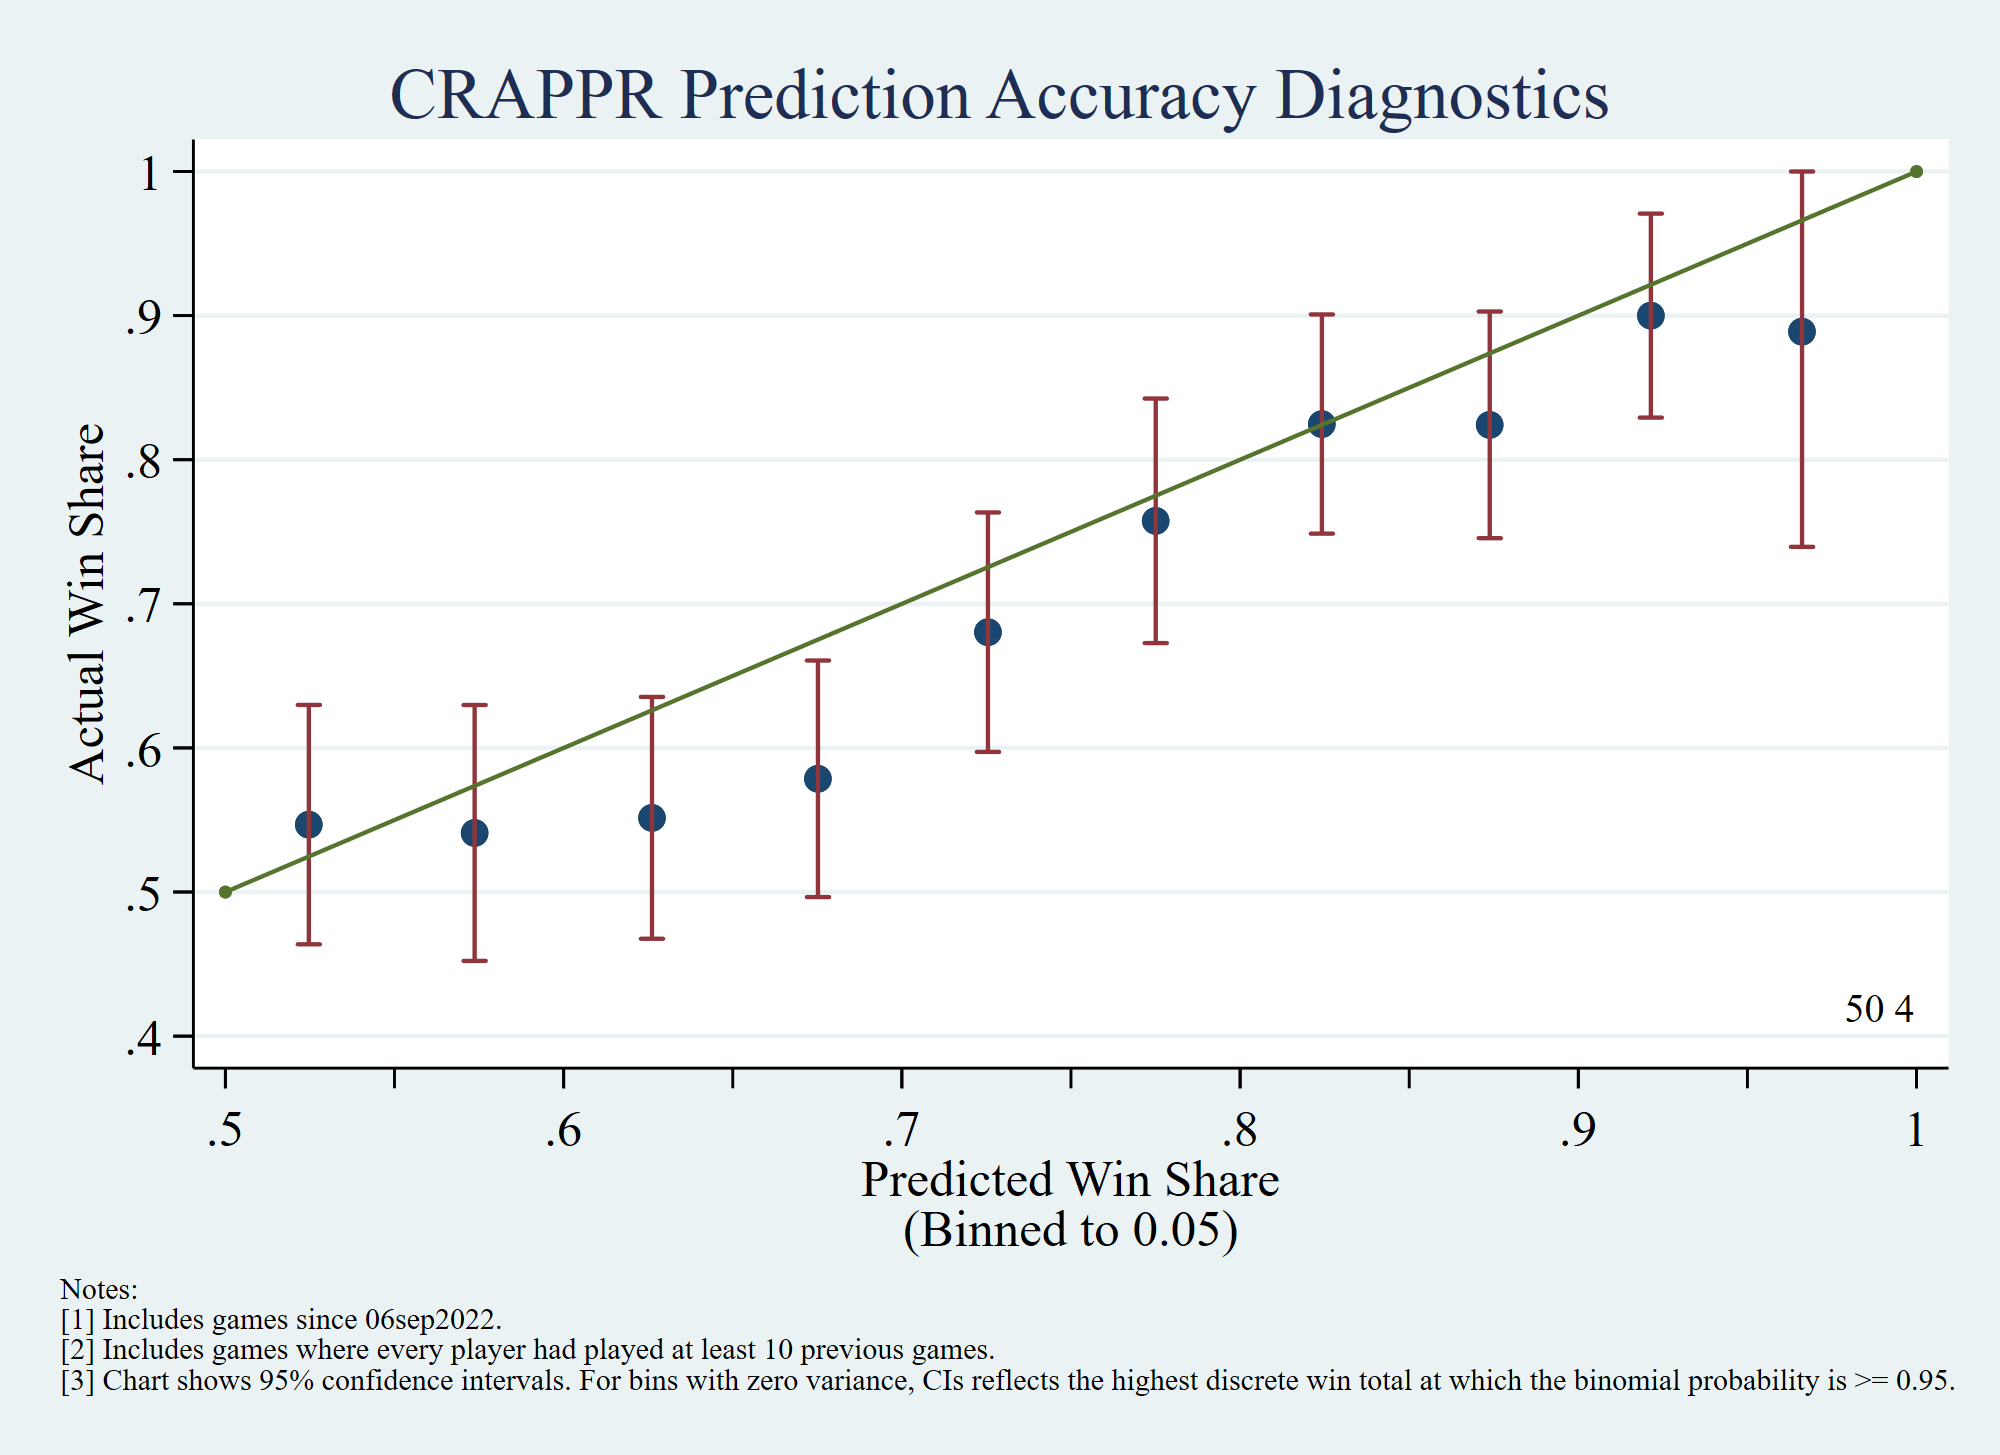 CRAPPR Prediction Accuracy Diagnostics
1
.9
.8
.7
.6
.5
.4
Actual Win Share
50 4
.5 .6 .7 .8 .9 1
Predicted Win Share
(Binned to 0.05)
Notes:
[1] Includes games since 06sep2022.
[2] Includes games where every player had played at least 10 previous games.
[3] Chart shows 95% confidence intervals. For bins with zero variance, CIs reflects the highest discrete win total at which the binomial probability is >= 0.95.